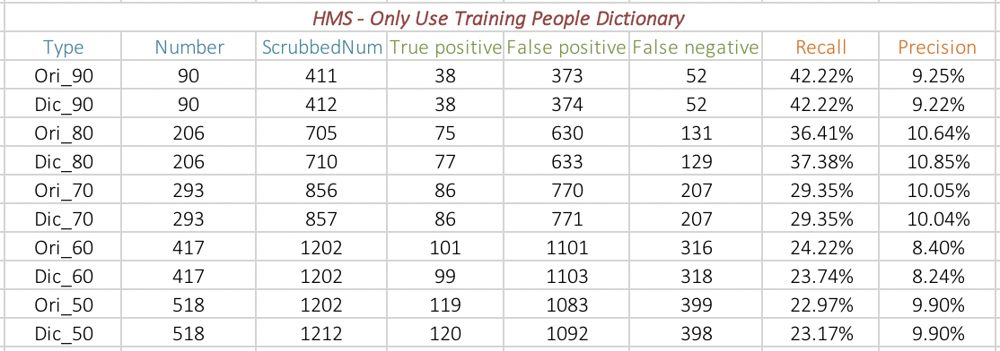 HMS - Only Use Training People Dictionary
Type Number ScrubbedNum True positive False positive False negative Recall Precision
Ori_90 90 411 38 373 52 42.22% 9.25%
Dic_90 90 412 38 374 52 42.22% 9.22%
Ori_80 206 705 75 630 131 36.41% 10.64%
Dic_80 206 710 77 633 129 37.38% 10.85%
Ori_70 293 856 86 770 207 29.35% 10.05%
Dic_70 293 857 86 771 207 29.35% 10.04%
Ori_60 417 1202 101 1101 316 24.22% 8.40%
Dic_60 417 1202 99 1103 318 23.74% 8.24%
Ori_50 518 1202 119 1083 399 22.97% 9.90%
Dic_50 518 1212 120 1092 398 23.17% 9.90%